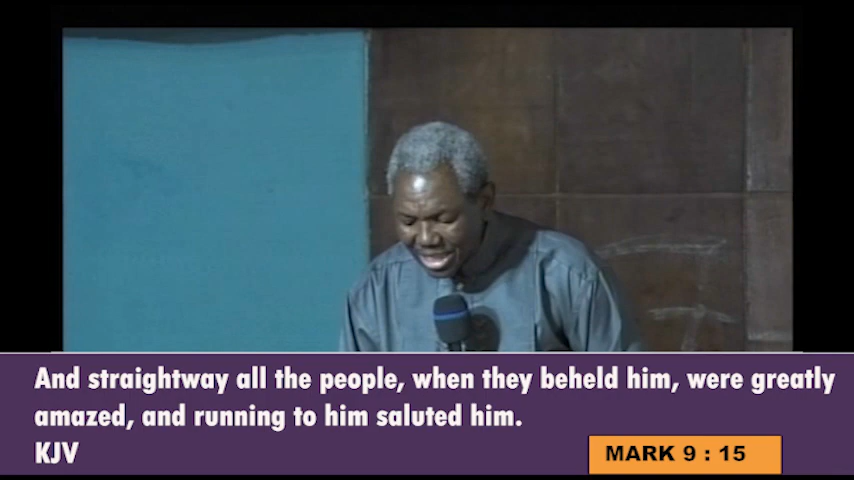 And straightway all the people, when they beheld him, were greatly
amazed, and running to him saluted him.
KJV
MARK 9 : 15